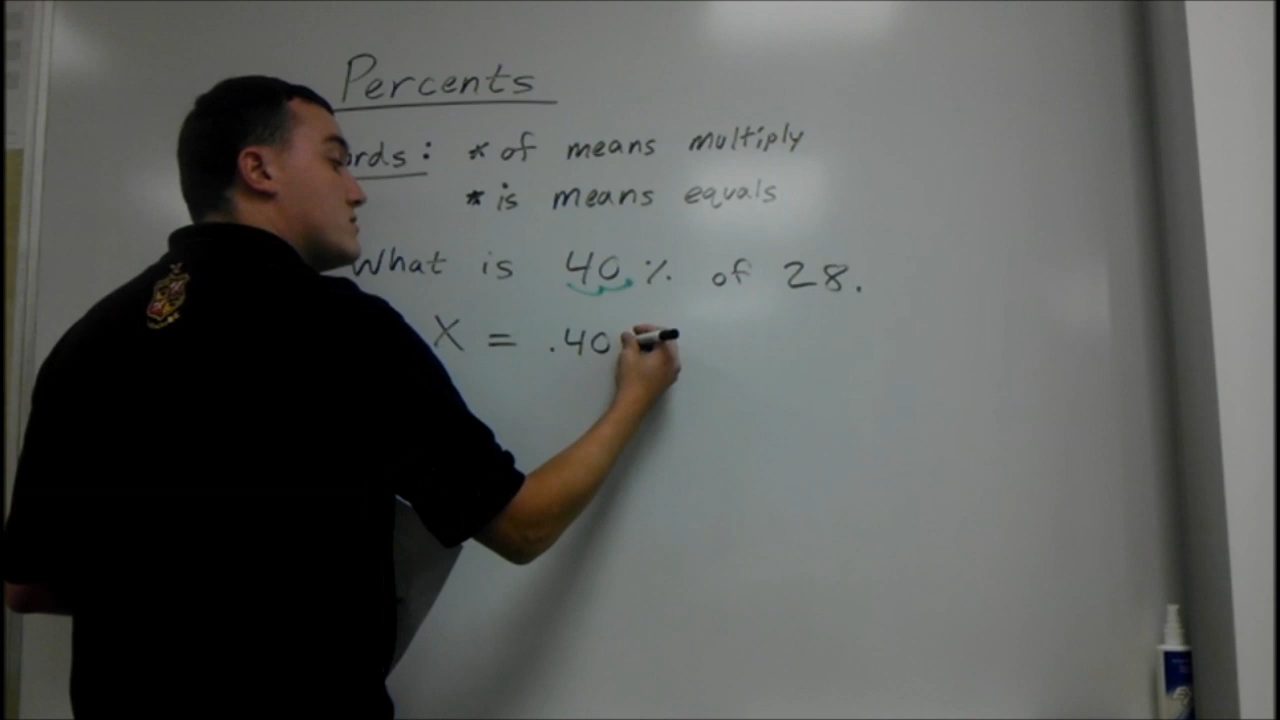 Percents
ords: * of means multiply
* is means equals
What is 40% of 28.
X = .40